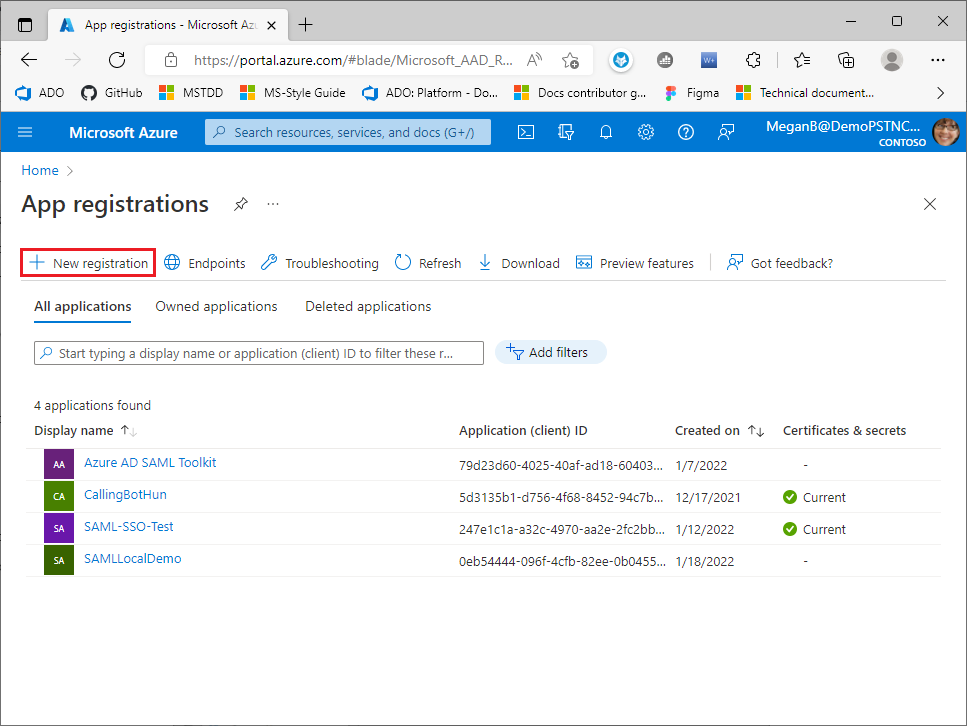 App registrations - Microsoft Az
https://portal.azure.com/#blade/Microsoft_AAD_R...
ADO
GitHub
MSTDD
MS-Style Guide
ADO: Platform - Do...
Docs contributor g...
Figma
Technical document...
Microsoft Azure
Search resources, services, and docs (G+/)
MeganB@DemoPSTNC...
CONTOSO
Home
App registrations
New registration
Endpoints
Troubleshooting
Refresh
Download
Preview features
Got feedback?
All applications
Owned applications
Deleted applications
Start typing a display name or application (client) ID to filter these r...
Add filters
4 applications found
Display name
Application (client) ID
Created on
Certificates & secrets
AA
Azure AD SAML Toolkit
79d23d60-4025-40af-ad18-60403...
1/7/2022
-
CA
CallingBotHun
5d3135b1-d756-4f68-8452-94c7b...
12/17/2021
Current
SA
SAML-SSO-Test
247e1c1a-a32c-4970-aa2e-2fc2bb...
1/12/2022
Current
SA
SAMLLocalDemo
0eb54444-096f-4cfb-82ee-0b0455...
1/18/2022
-